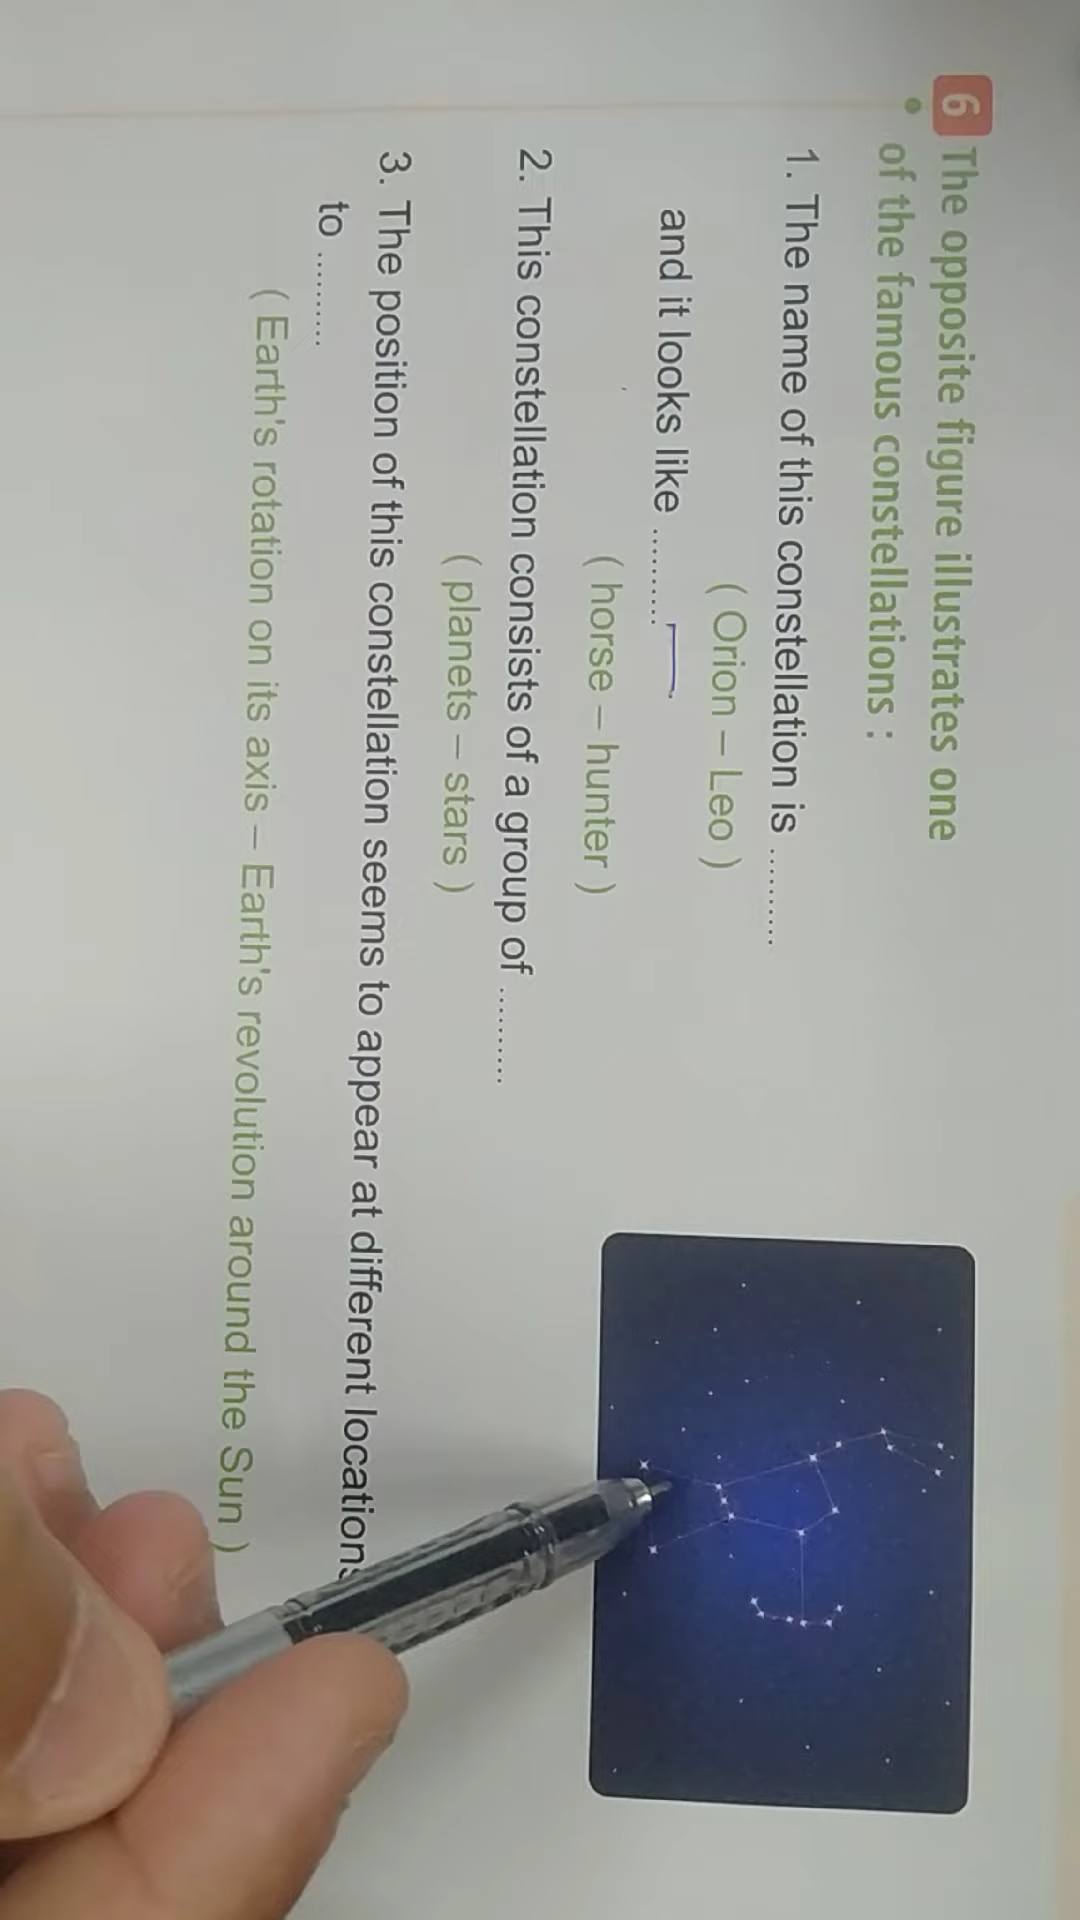 6 The opposite figure illustrates one
of the famous constellations :
1. The name of this constellation is ..........
( Orion – Leo )
and it looks like ..........
( horse – hunter )
2. This constellation consists of a group of ..........
( planets – stars )
3. The position of this constellation seems to appear at different locations
to ..........
( Earth's rotation on its axis – Earth's revolution around the Sun )